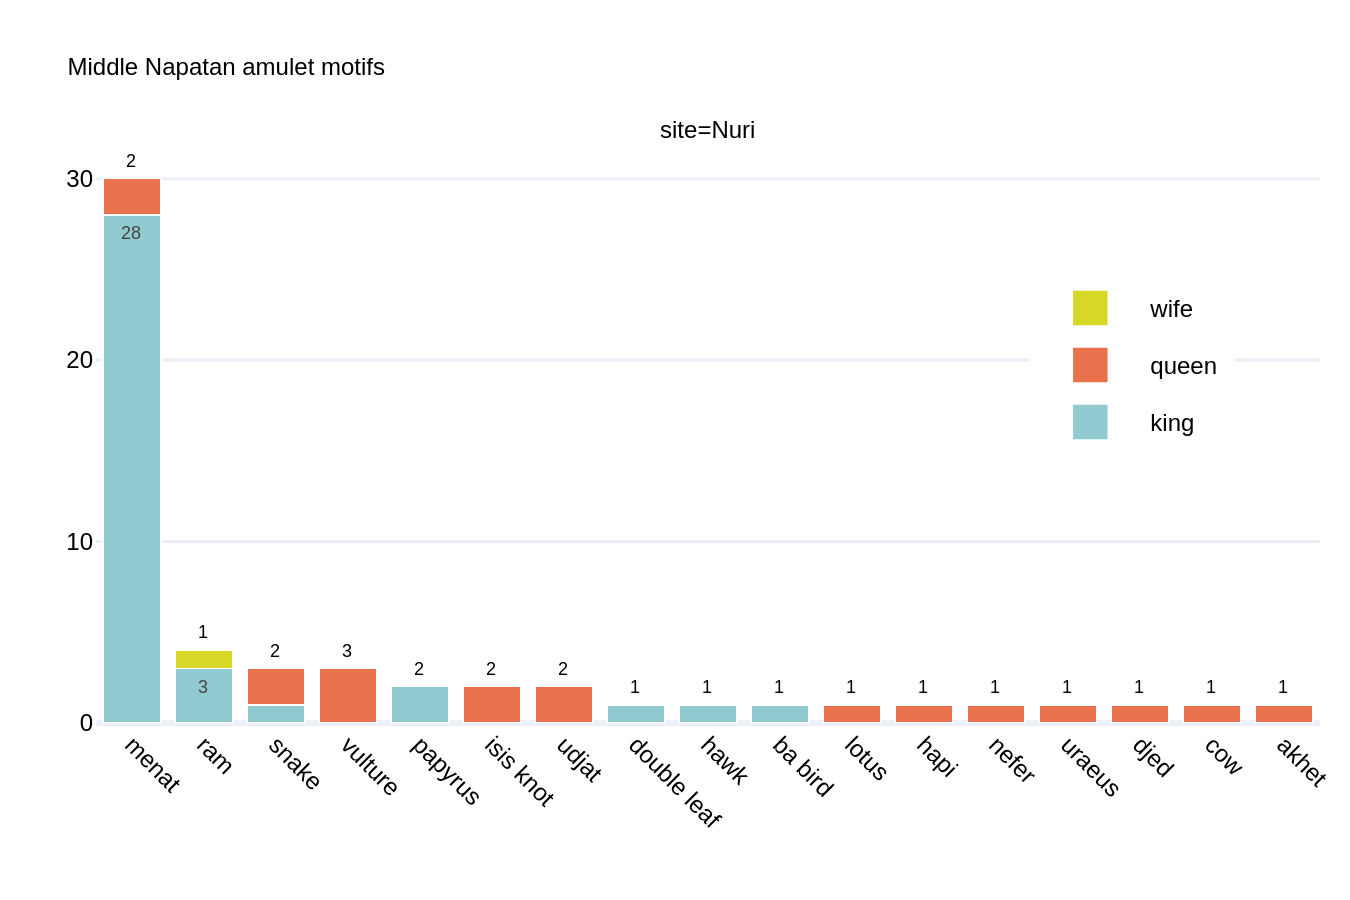 Middle Napatan amulet motifs
site=Nuri
30
20
10
0
2
28
1
3
2
3
2
2
2
1
1
1
1
1
1
1
1
1
1
wife
queen
king
menat
ram
snake
vulture
papyrus
isis knot
udjat
double leaf
hawk
ba bird
lotus
hapi
nefer
uraeus
djed
cow
akhet